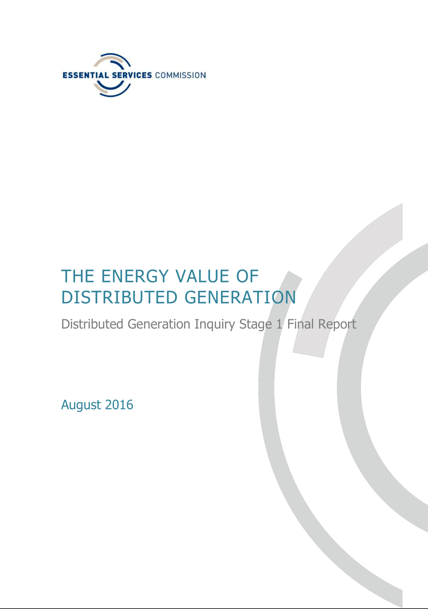 ESSENTIAL SERVICES COMMISSION
THE ENERGY VALUE OF
DISTRIBUTED GENERATION
Distributed Generation Inquiry Stage 1 Final Report
August 2016